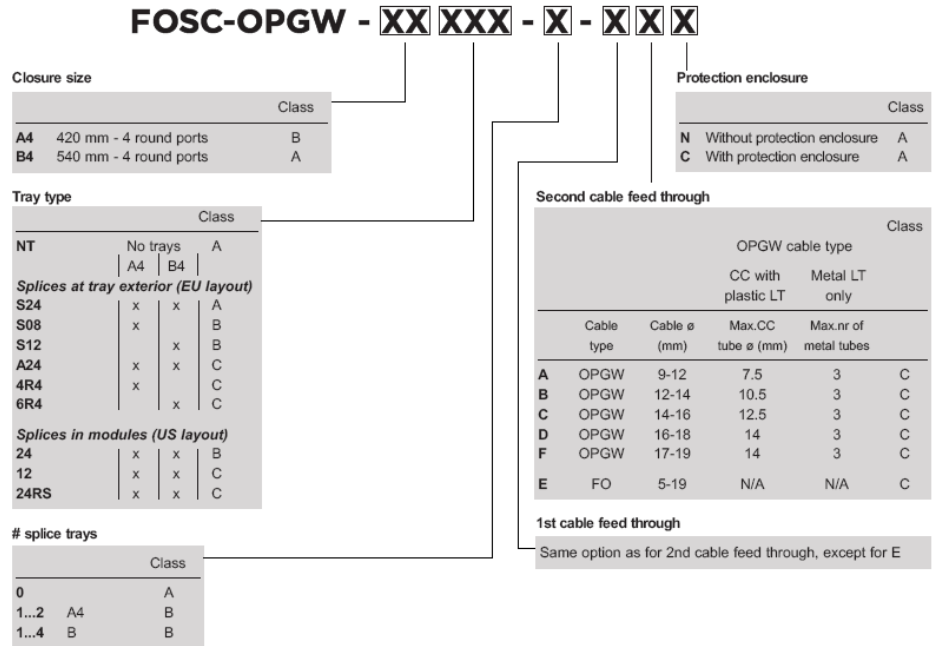 FOSC-OPGW - XX XXX - X - X X X
Closure size
Class
A4 420 mm - 4 round ports B
B4 540 mm - 4 round ports A
Tray type
Class
NT No trays A
A4 B4
Splices at tray exterior (EU layout)
S24 x x A
S08 x B
S12 x B
A24 x x C
4R4 x C
6R4 x C
Splices in modules (US layout)
24 x x B
12 x x C
24RS x x C
# splice trays
Class
0 A
1...2 A4 B
1...4 B B
Protection enclosure
Class
N Without protection enclosure A
C With protection enclosure A
Second cable feed through
Class
OPGW cable type
CC with Metal LT
plastic LT only
Cable Cable ø Max.CC Max.nr of
type (mm) tube ø (mm) metal tubes
A OPGW 9-12 7.5 3 C
B OPGW 12-14 10.5 3 C
C OPGW 14-16 12.5 3 C
D OPGW 16-18 14 3 C
F OPGW 17-19 14 3 C
E FO 5-19 N/A N/A C
1st cable feed through
Same option as for 2nd cable feed through, except for E